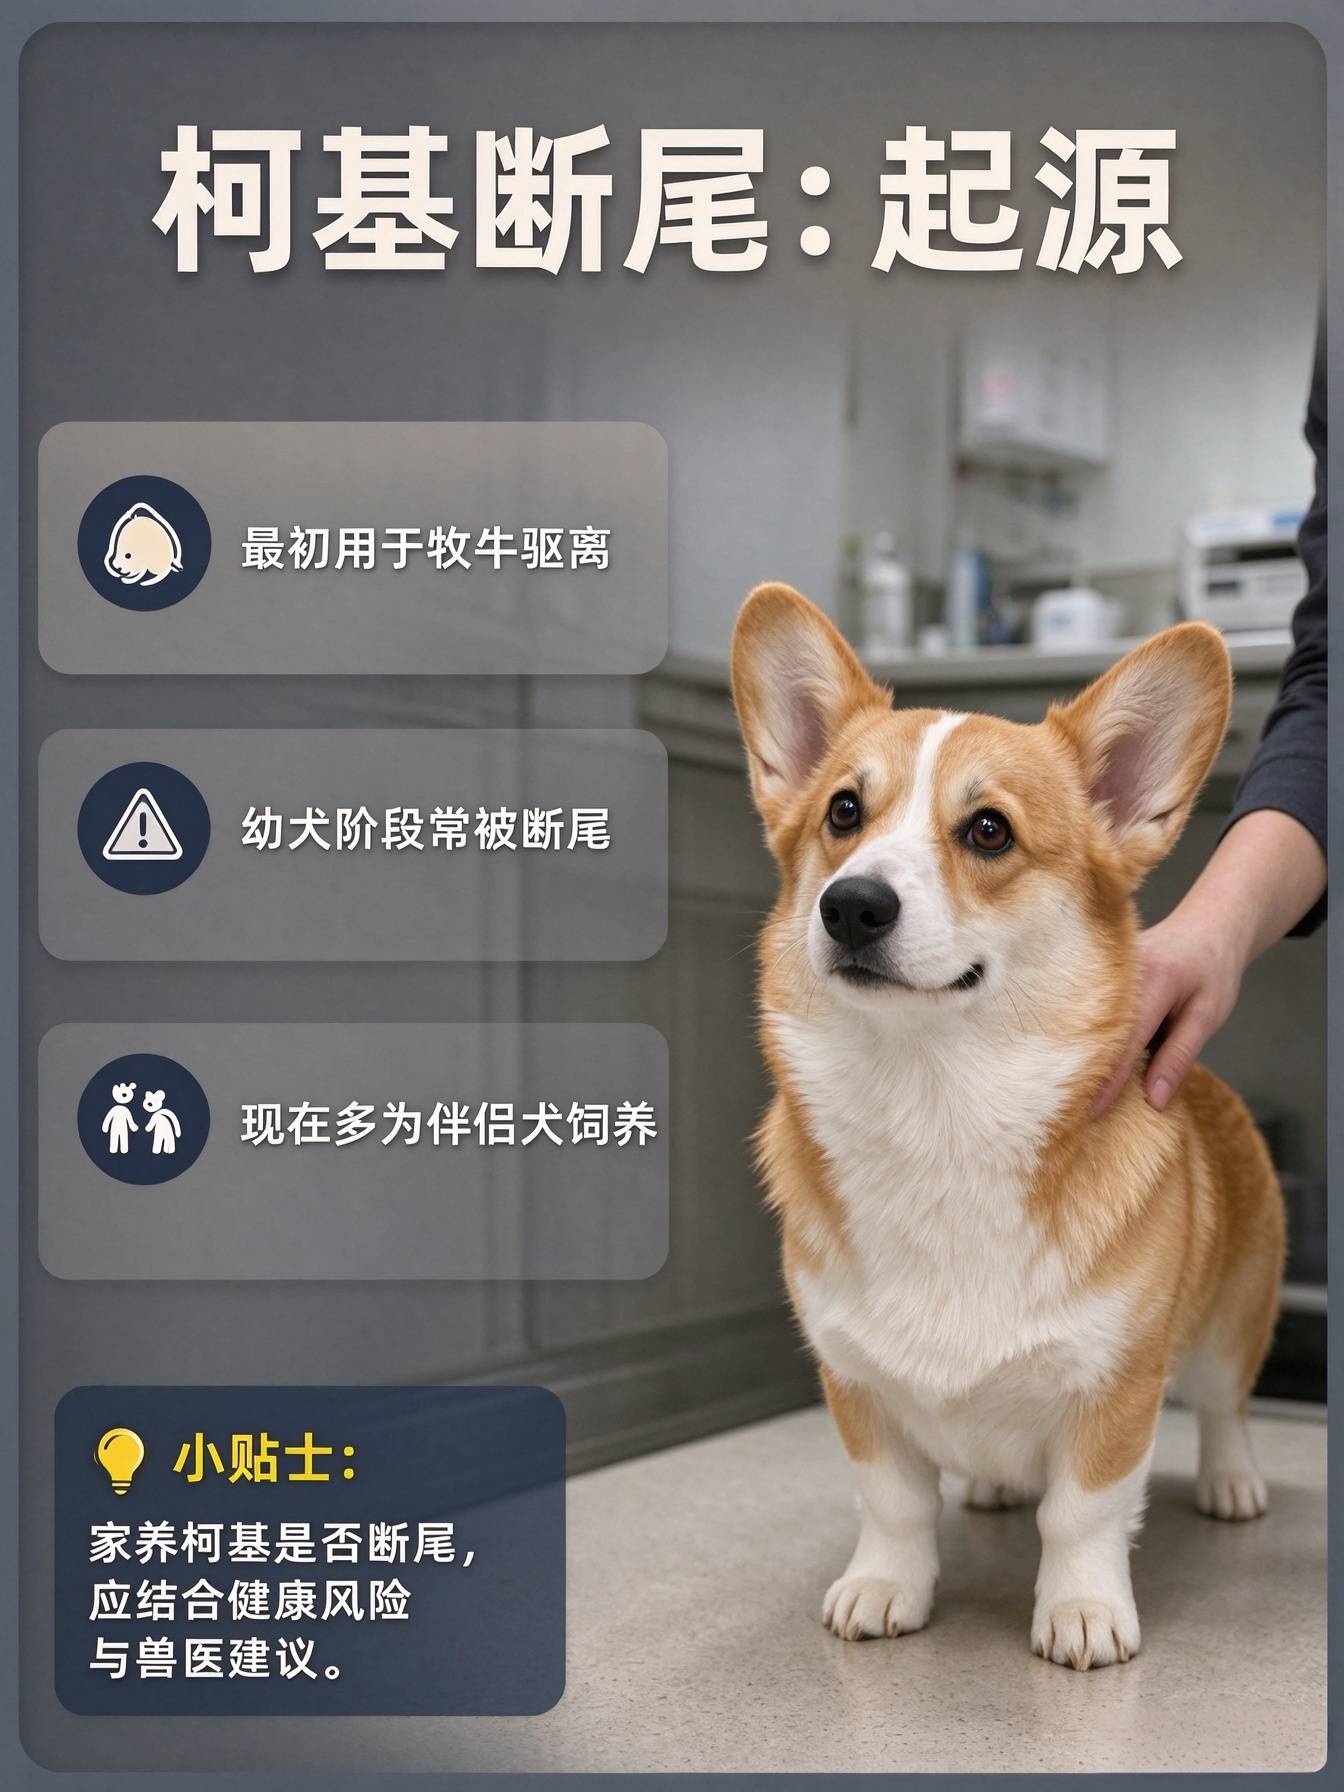 柯基断尾：起源
最初用于牧牛驱离
幼犬阶段常被断尾
现在多为伴侣犬饲养
小贴士：
家养柯基是否断尾，
应结合健康风险
与兽医建议。